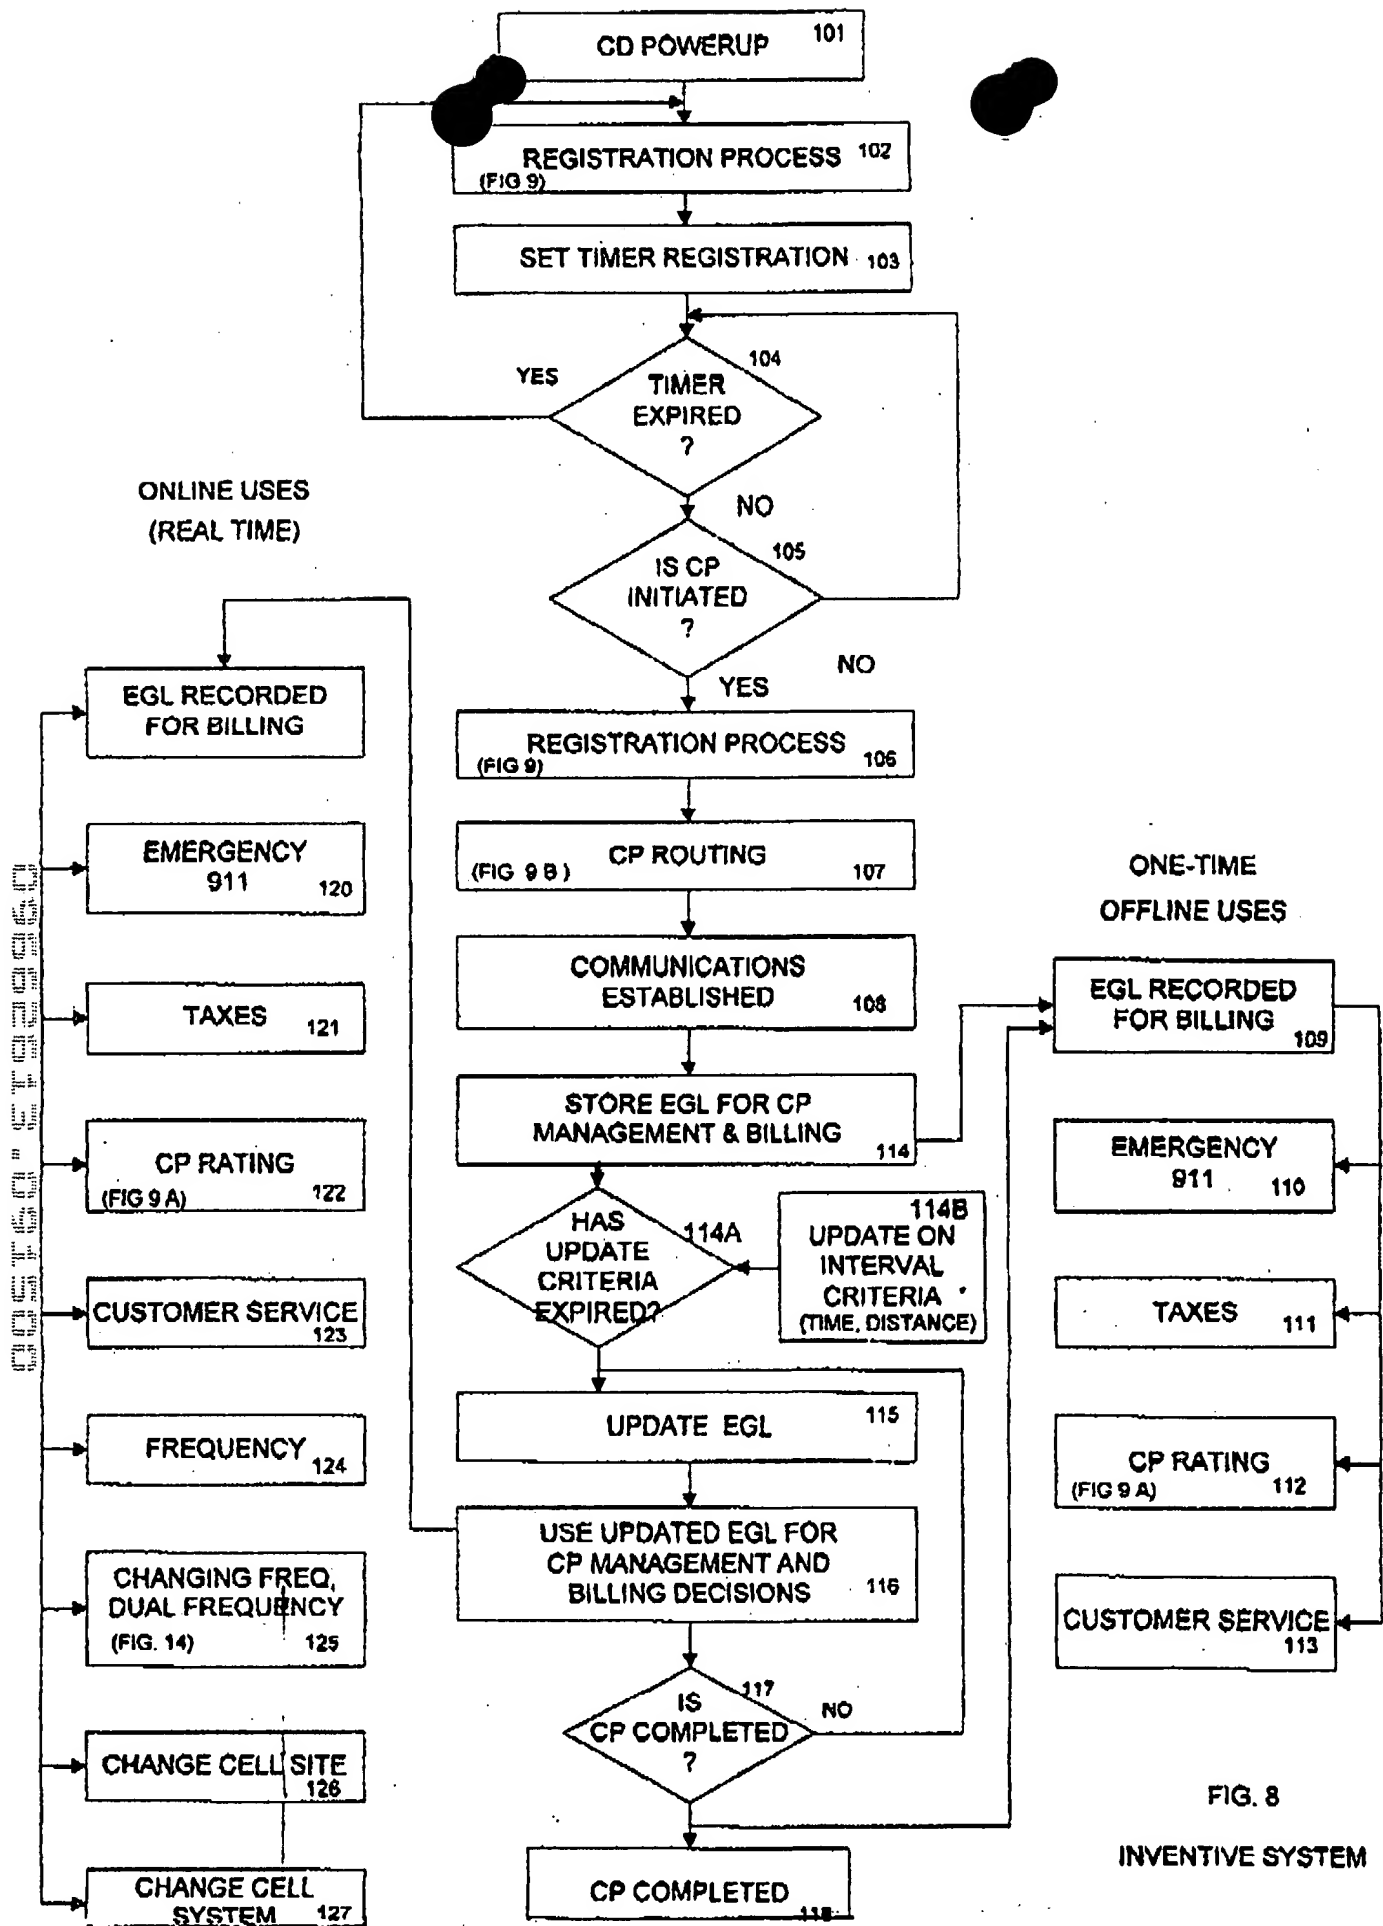 CD POWERUP 101
REGISTRATION PROCESS 102
(FIG 9)
SET TIMER REGISTRATION 103
104
YES
TIMER
EXPIRED
?
NO
105
IS CP
INITIATED
?
NO
YES
REGISTRATION PROCESS
(FIG 9) 106
CP ROUTING
(FIG 9 B) 107
COMMUNICATIONS
ESTABLISHED 108
STORE EGL FOR CP
MANAGEMENT & BILLING 114
HAS
UPDATE
CRITERIA
EXPIRED?
114A
114B
UPDATE ON
INTERVAL
CRITERIA
(TIME, DISTANCE)
UPDATE EGL 115
USE UPDATED EGL FOR
CP MANAGEMENT AND
BILLING DECISIONS 116
117
IS
CP COMPLETED
?
NO
CP COMPLETED
118
ONLINE USES
(REAL TIME)
EGL RECORDED
FOR BILLING
EMERGENCY
911 120
TAXES 121
CP RATING
(FIG 9 A) 122
CUSTOMER SERVICE
123
FREQUENCY 124
CHANGING FREQ,
DUAL FREQUENCY
(FIG. 14) 125
CHANGE CELL SITE
126
CHANGE CELL
SYSTEM 127
ONE-TIME
OFFLINE USES
EGL RECORDED
FOR BILLING 109
EMERGENCY
911 110
TAXES 111
CP RATING
(FIG 9 A) 112
CUSTOMER SERVICE
113
FIG. 8
INVENTIVE SYSTEM